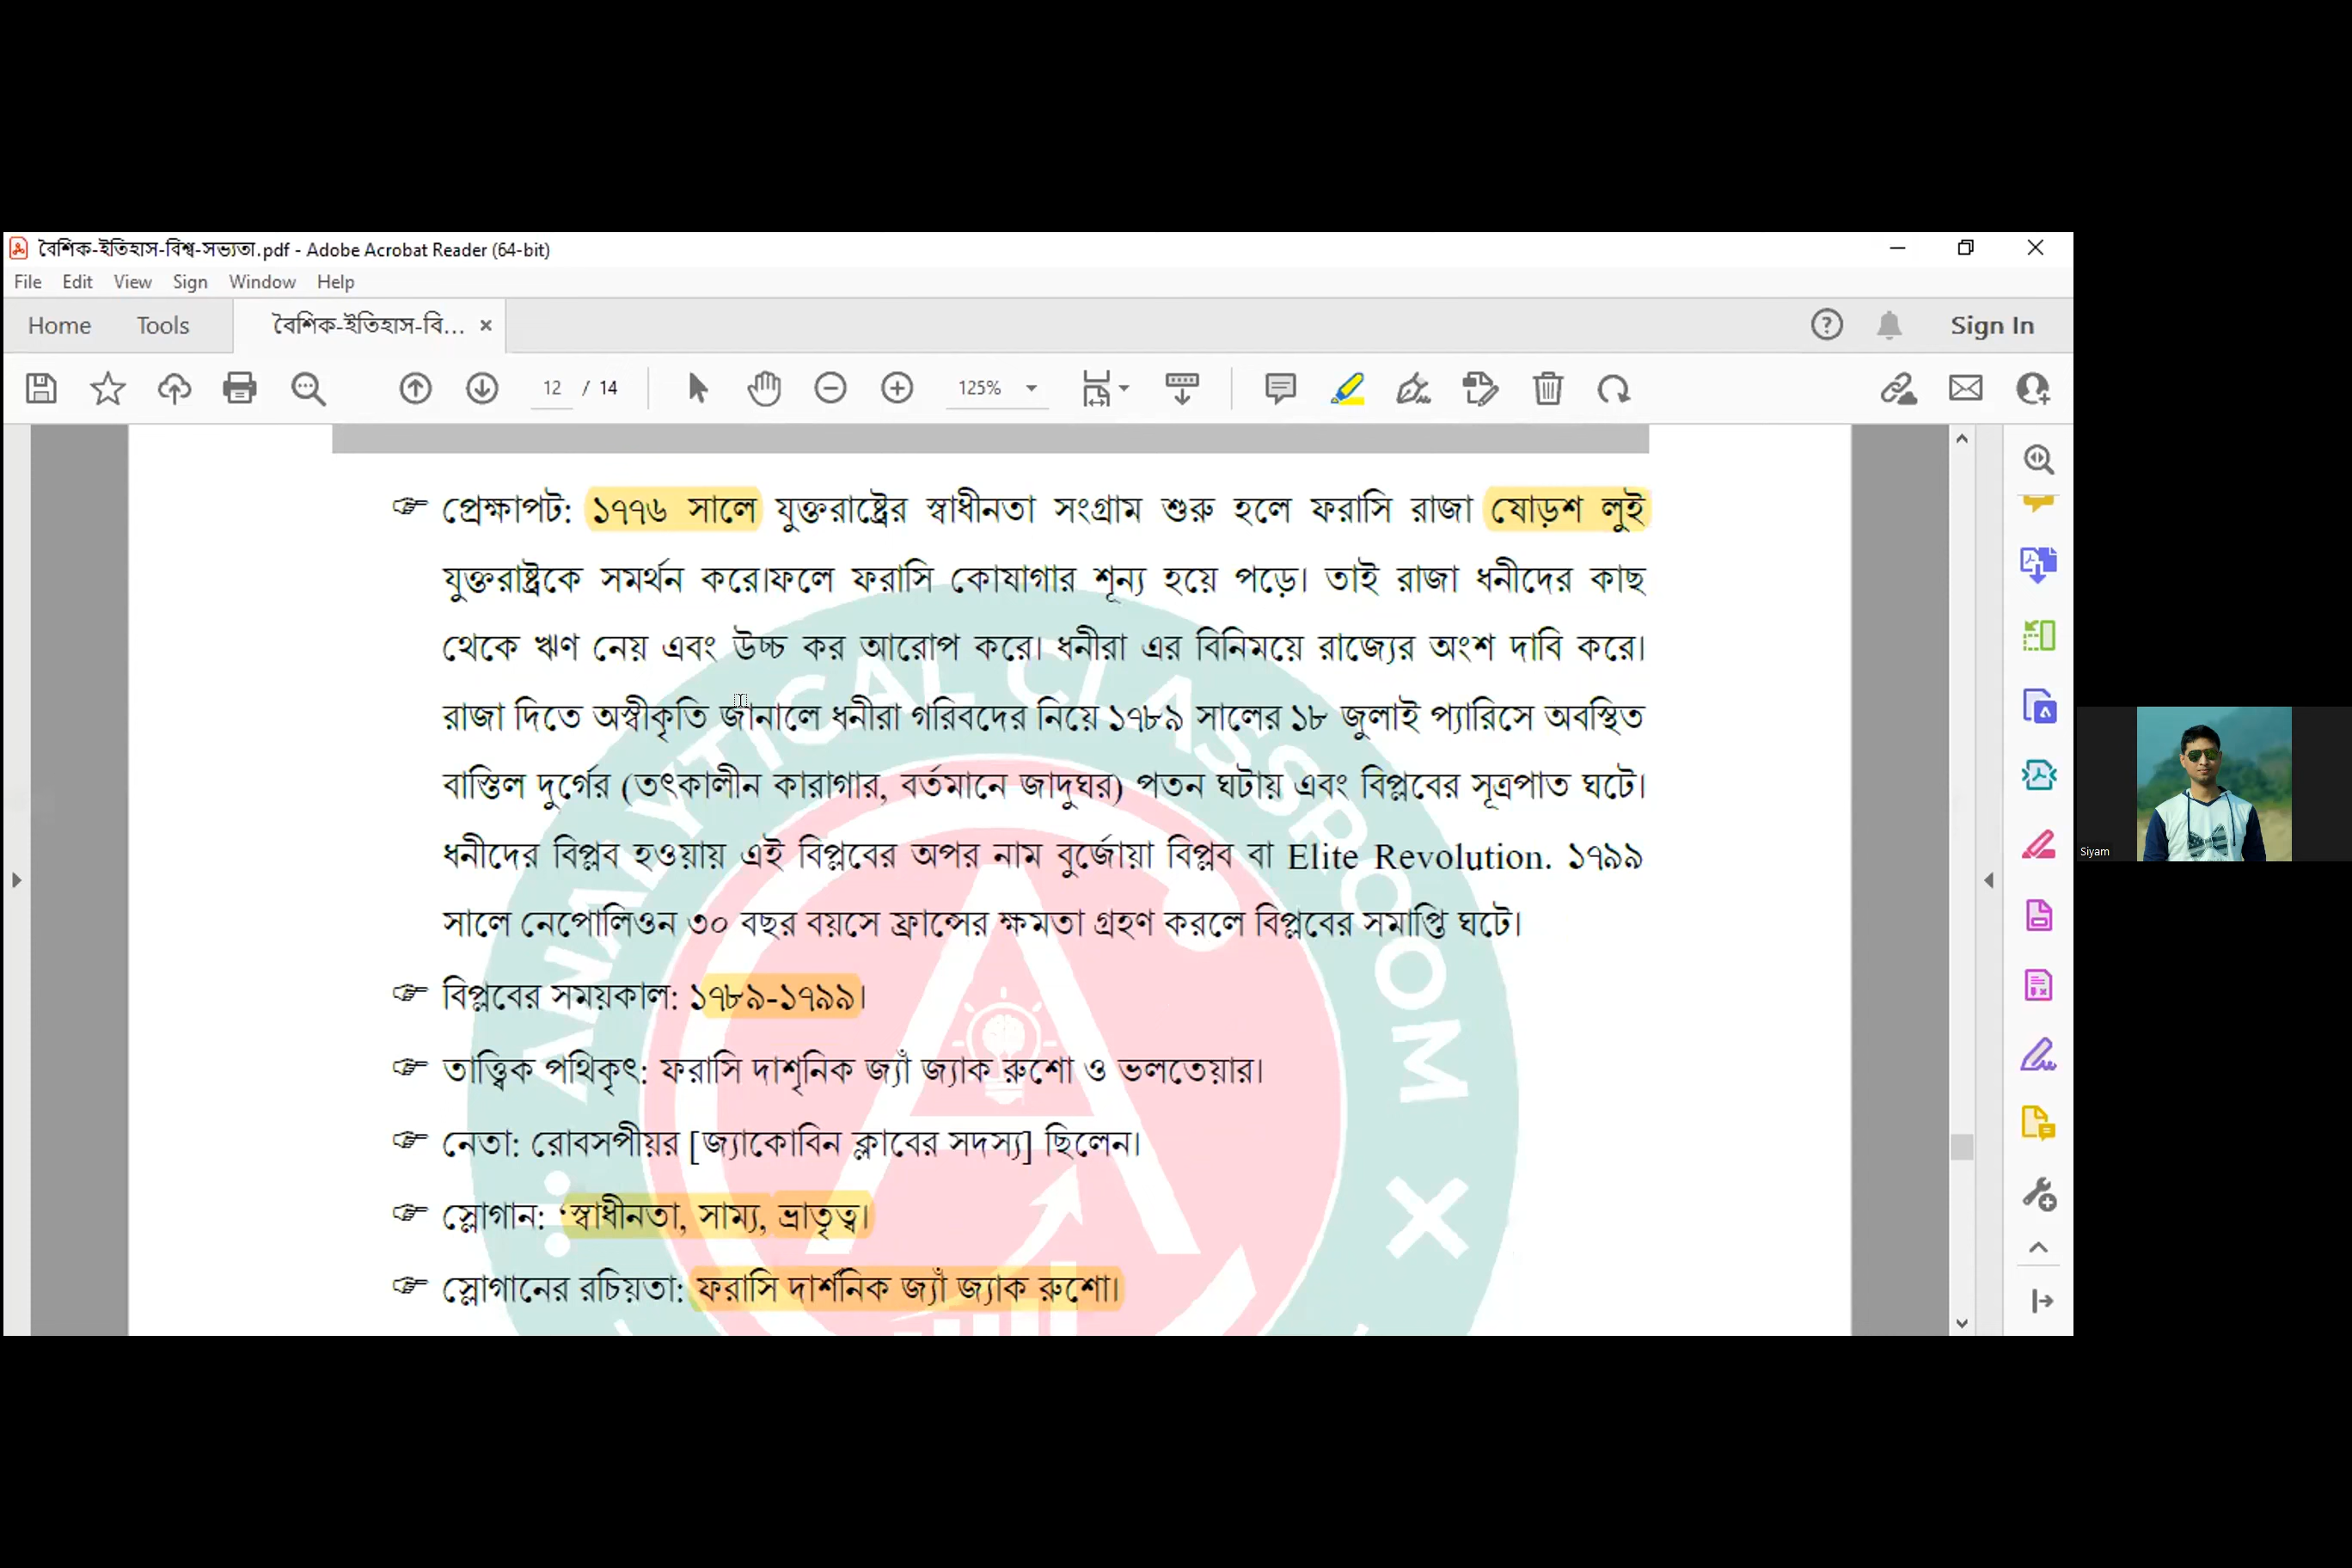 বৈশ্বিক-ইতিহাস-বিশ্ব-সভ্যতা.pdf - Adobe Acrobat Reader (64-bit)
File Edit View Sign Window Help
Home Tools বৈশ্বিক-ইতিহাস-বি... × Sign In
12 / 14 125%
প্রেক্ষাপট: ১৭৭৬ সালে যুক্তরাষ্ট্রের স্বাধীনতা সংগ্রাম শুরু হলে ফরাসি রাজা ষোড়শ লুই
যুক্তরাষ্ট্রকে সমর্থন করে।ফলে ফরাসি কোষাগার শূন্য হয়ে পড়ে। তাই রাজা ধনীদের কাছ
থেকে ঋণ নেয় এবং উচ্চ কর আরোপ করে। ধনীরা এর বিনিময়ে রাজ্যের অংশ দাবি করে।
রাজা দিতে অস্বীকৃতি জানালে ধনীরা গরিবদের নিয়ে ১৭৮৯ সালের ১৮ জুলাই প্যারিসে অবস্থিত
বাস্তিল দুর্গের (তৎকালীন কারাগার, বর্তমানে জাদুঘর) পতন ঘটায় এবং বিপ্লবের সূত্রপাত ঘটে।
ধনীদের বিপ্লব হওয়ায় এই বিপ্লবের অপর নাম বুর্জোয়া বিপ্লব বা Elite Revolution. ১৭৯৯
সালে নেপোলিওন ৩০ বছর বয়সে ফ্রান্সের ক্ষমতা গ্রহণ করলে বিপ্লবের সমাপ্তি ঘটে।
বিপ্লবের সময়কাল: ১৭৮৯-১৭৯৯।
তাত্ত্বিক পথিকৃৎ: ফরাসি দার্শৃনিক জ্যাঁ জ্যাক রুশো ও ভলতেয়ার।
নেতা: রোবসপীয়র [জ্যাকোবিন ক্লাবের সদস্য] ছিলেন।
স্লোগান: ‘স্বাধীনতা, সাম্য, ভ্রাতৃত্ব।
স্লোগানের রচিয়তা: ফরাসি দার্শনিক জ্যাঁ জ্যাক রুশো।
ANALYTICAL CLASSROOM
Siyam